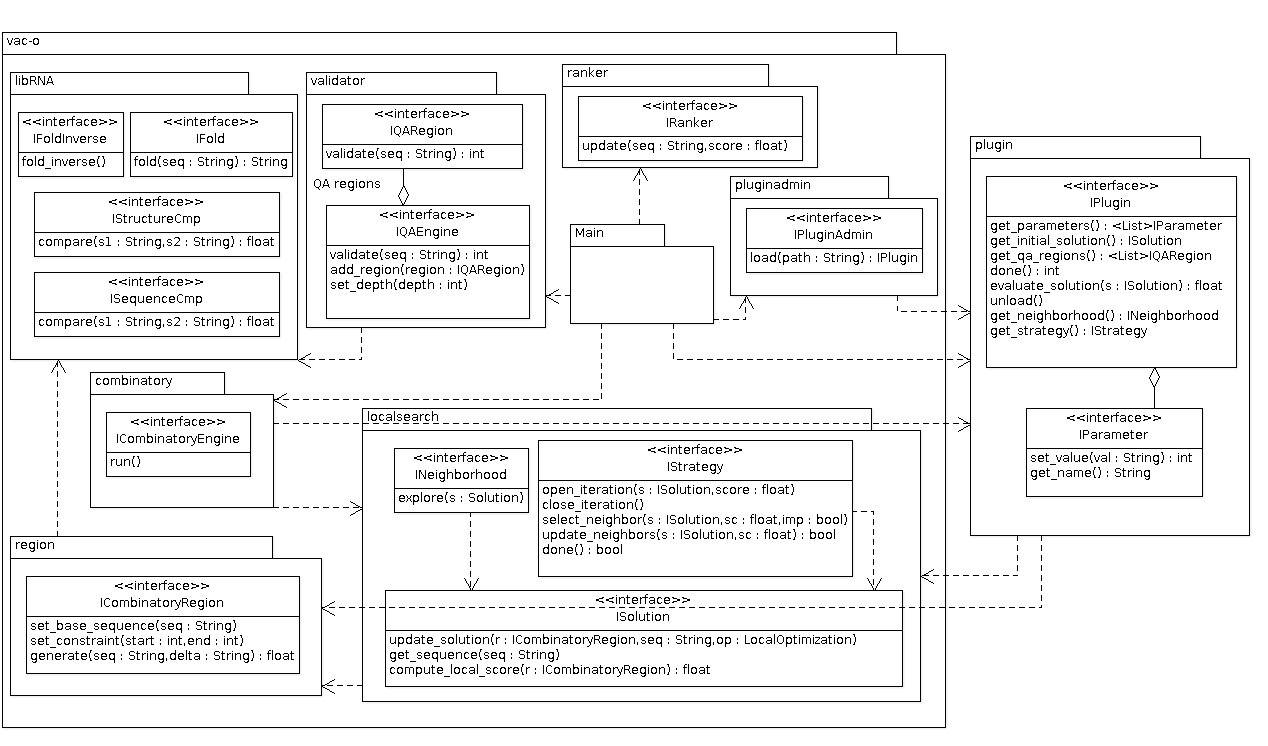 vac-o
libRNA
<<interface>>
IFoldInverse
fold_inverse()
<<interface>>
IFold
fold(seq : String) : String
<<interface>>
IStructureCmp
compare(s1 : String,s2 : String) : float
<<interface>>
ISequenceCmp
compare(s1 : String,s2 : String) : float
validator
<<interface>>
IQARegion
validate(seq : String) : int
QA regions
<<interface>>
IQAEngine
validate(seq : String) : int
add_region(region : IQARegion)
set_depth(depth : int)
ranker
<<interface>>
IRanker
update(seq : String,score : float)
Main
pluginadmin
<<interface>>
IPluginAdmin
load(path : String) : IPlugin
plugin
<<interface>>
IPlugin
get_parameters() : <List>IParameter
get_initial_solution() : ISolution
get_qa_regions() : <List>IQARegion
done() : int
evaluate_solution(s : ISolution) : float
unload()
get_neighborhood() : INeighborhood
get_strategy() : IStrategy
<<interface>>
IParameter
set_value(val : String) : int
get_name() : String
combinatory
<<interface>>
ICombinatoryEngine
run()
localsearch
<<interface>>
INeighborhood
explore(s : Solution)
<<interface>>
IStrategy
open_iteration(s : ISolution,score : float)
close_iteration()
select_neighbor(s : ISolution,sc : float,imp : bool)
update_neighbors(s : ISolution,sc : float) : bool
done() : bool
<<interface>>
ISolution
update_solution(r : ICombinatoryRegion,seq : String,op : LocalOptimization)
get_sequence(seq : String)
compute_local_score(r : ICombinatoryRegion) : float
region
<<interface>>
ICombinatoryRegion
set_base_sequence(seq : String)
set_constraint(start : int,end : int)
generate(seq : String,delta : String) : float